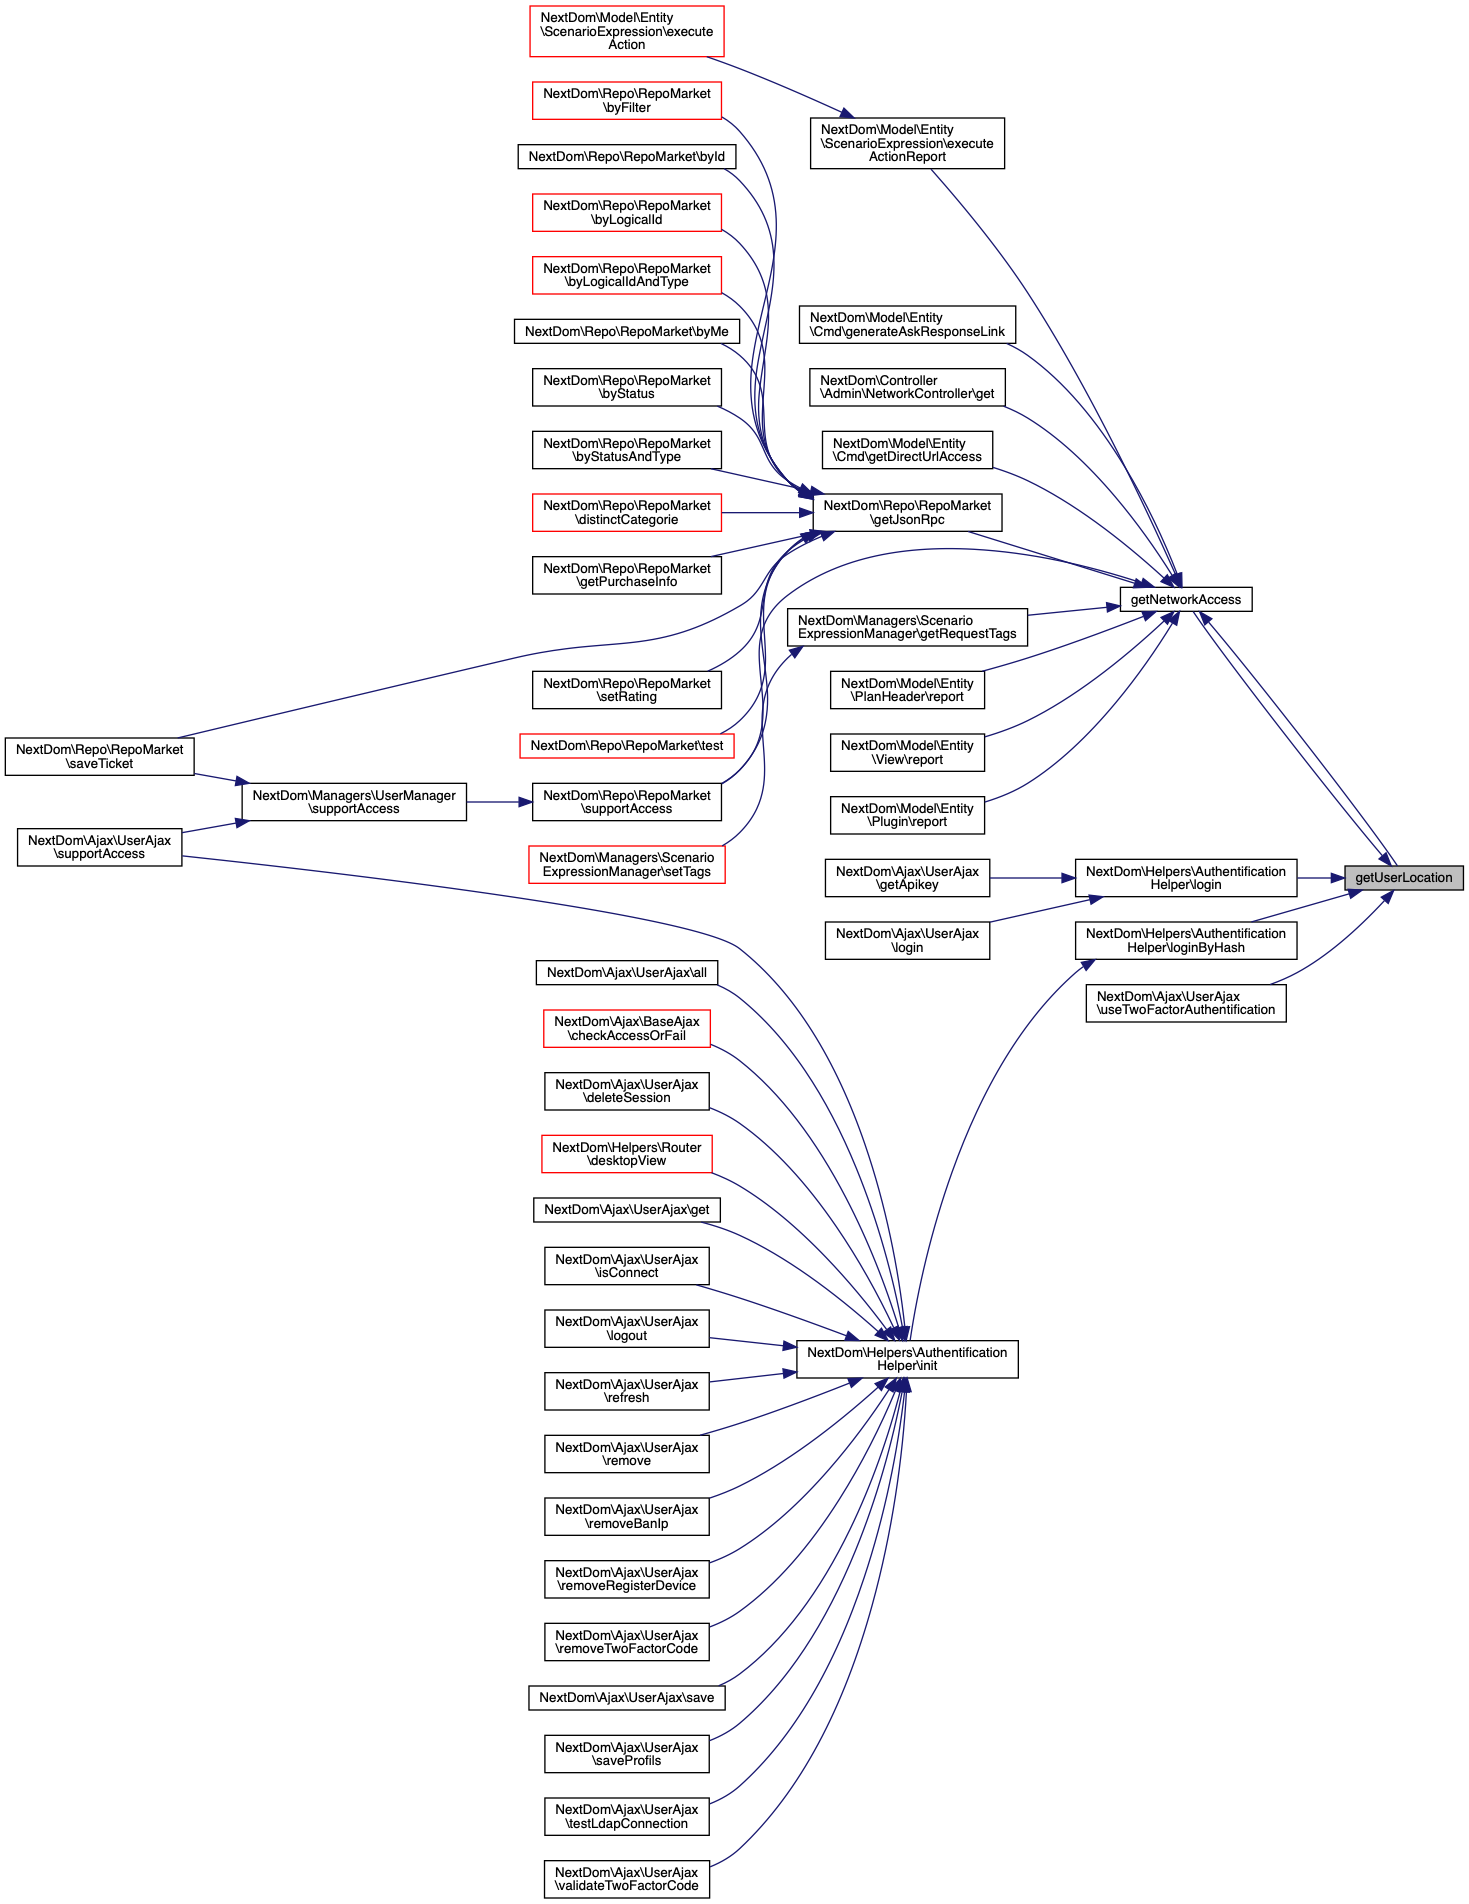 NextDom\Model\Entity
\ScenarioExpression\execute
Action
NextDom\Repo\RepoMarket
\byFilter
NextDom\Model\Entity
\ScenarioExpression\execute
ActionReport
NextDom\Repo\RepoMarket\byId
NextDom\Repo\RepoMarket
\byLogicalId
NextDom\Repo\RepoMarket
\byLogicalIdAndType
NextDom\Repo\RepoMarket\byMe
NextDom\Model\Entity
\Cmd\generateAskResponseLink
NextDom\Repo\RepoMarket
\byStatus
NextDom\Controller
\Admin\NetworkController\get
NextDom\Repo\RepoMarket
\byStatusAndType
NextDom\Model\Entity
\Cmd\getDirectUrlAccess
NextDom\Repo\RepoMarket
\distinctCategorie
NextDom\Repo\RepoMarket
\getJsonRpc
NextDom\Repo\RepoMarket
\getPurchaseInfo
getNetworkAccess
NextDom\Managers\Scenario
ExpressionManager\getRequestTags
NextDom\Repo\RepoMarket
\setRating
NextDom\Model\Entity
\PlanHeader\report
NextDom\Repo\RepoMarket\test
NextDom\Model\Entity
\View\report
NextDom\Repo\RepoMarket
\saveTicket
NextDom\Managers\UserManager
\supportAccess
NextDom\Repo\RepoMarket
\supportAccess
NextDom\Model\Entity
\Plugin\report
NextDom\Ajax\UserAjax
\supportAccess
NextDom\Managers\Scenario
ExpressionManager\setTags
NextDom\Ajax\UserAjax
\getApikey
NextDom\Helpers\Authentification
Helper\login
getUserLocation
NextDom\Ajax\UserAjax
\login
NextDom\Helpers\Authentification
Helper\loginByHash
NextDom\Ajax\UserAjax\all
NextDom\Ajax\UserAjax
\useTwoFactorAuthentification
NextDom\Ajax\BaseAjax
\checkAccessOrFail
NextDom\Ajax\UserAjax
\deleteSession
NextDom\Helpers\Router
\desktopView
NextDom\Ajax\UserAjax\get
NextDom\Ajax\UserAjax
\isConnect
NextDom\Ajax\UserAjax
\logout
NextDom\Helpers\Authentification
Helper\init
NextDom\Ajax\UserAjax
\refresh
NextDom\Ajax\UserAjax
\remove
NextDom\Ajax\UserAjax
\removeBanIp
NextDom\Ajax\UserAjax
\removeRegisterDevice
NextDom\Ajax\UserAjax
\removeTwoFactorCode
NextDom\Ajax\UserAjax\save
NextDom\Ajax\UserAjax
\saveProfils
NextDom\Ajax\UserAjax
\testLdapConnection
NextDom\Ajax\UserAjax
\validateTwoFactorCode